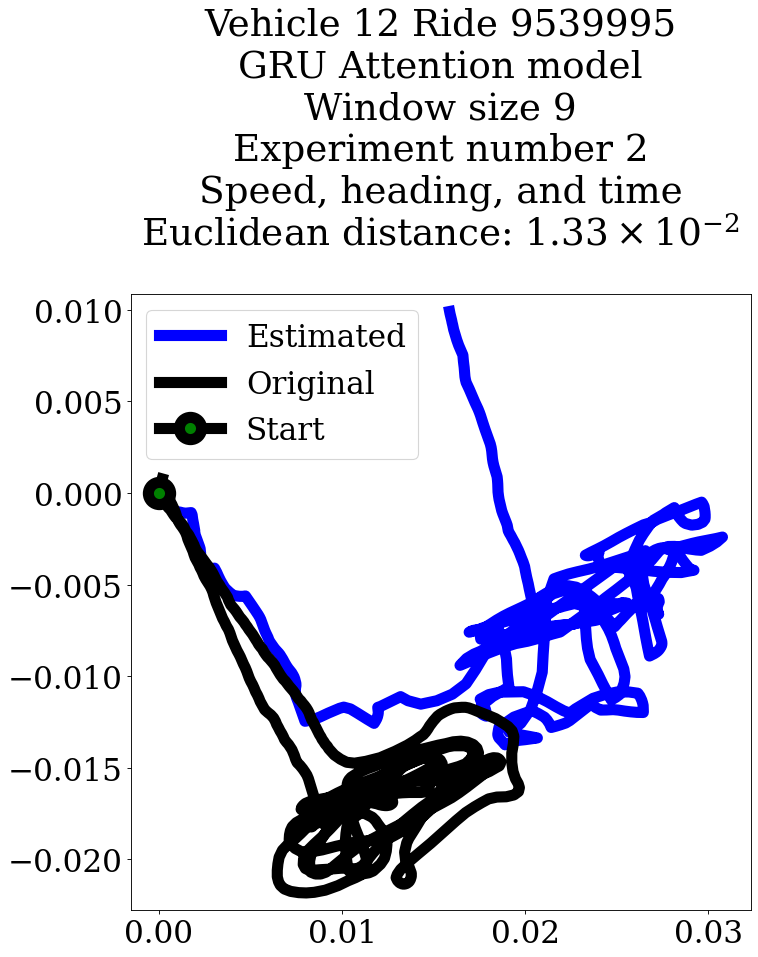 Vehicle 12 Ride 9539995
GRU Attention model
Window size 9
Experiment number 2
Speed, heading, and time
Euclidean distance: 1.33 × 10⁻²
0.010
0.005
0.000
−0.005
−0.010
−0.015
−0.020
Estimated
Original
Start
0.00 0.01 0.02 0.03